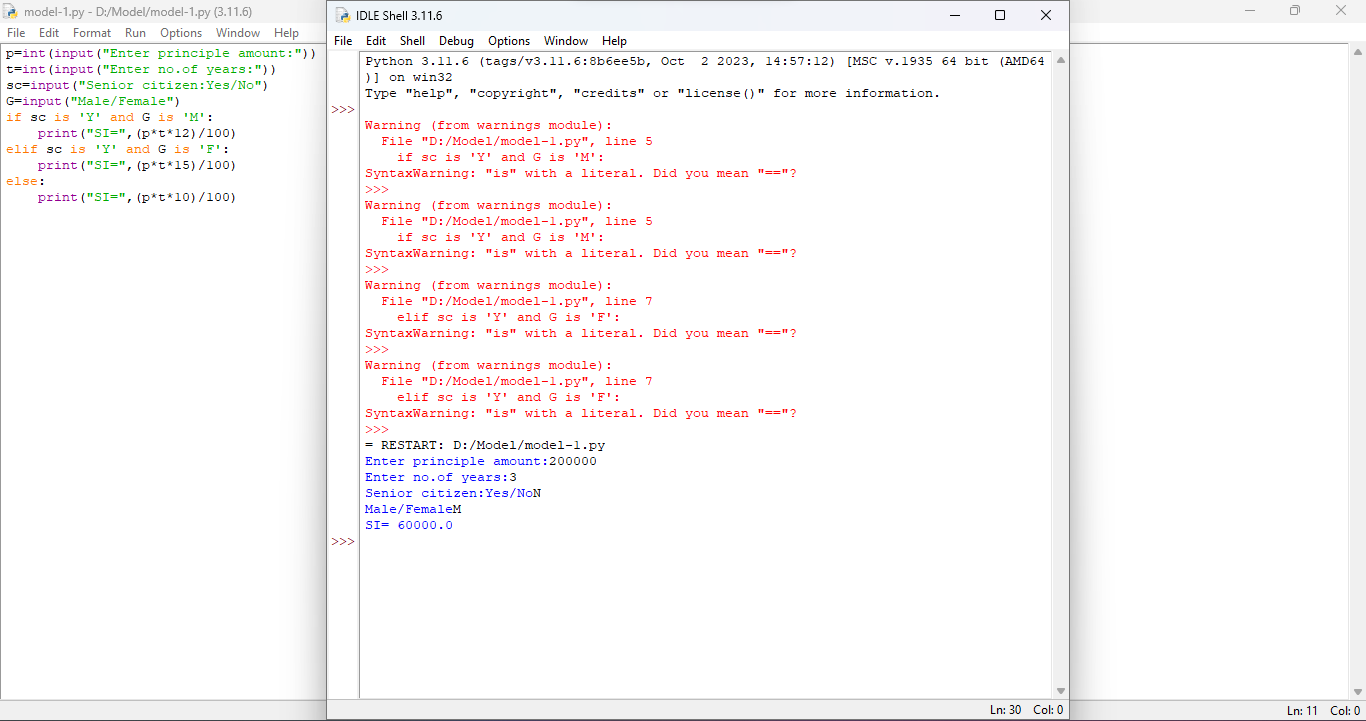 model-1.py - D:/Model/model-1.py (3.11.6)
File Edit Format Run Options Window Help
p=int(input("Enter principle amount:"))
t=int(input("Enter no.of years:"))
sc=input("Senior citizen:Yes/No")
G=input("Male/Female")
if sc is 'Y' and G is 'M':
    print("SI=",(p*t*12)/100)
elif sc is 'Y' and G is 'F':
    print("SI=",(p*t*15)/100)
else:
    print("SI=",(p*t*10)/100)
IDLE Shell 3.11.6
File Edit Shell Debug Options Window Help
Python 3.11.6 (tags/v3.11.6:8b6ee5b, Oct  2 2023, 14:57:12) [MSC v.1935 64 bit (AMD64
)] on win32
Type "help", "copyright", "credits" or "license()" for more information.
>>>
Warning (from warnings module):
  File "D:/Model/model-1.py", line 5
    if sc is 'Y' and G is 'M':
SyntaxWarning: "is" with a literal. Did you mean "=="?
>>>
Warning (from warnings module):
  File "D:/Model/model-1.py", line 5
    if sc is 'Y' and G is 'M':
SyntaxWarning: "is" with a literal. Did you mean "=="?
>>>
Warning (from warnings module):
  File "D:/Model/model-1.py", line 7
    elif sc is 'Y' and G is 'F':
SyntaxWarning: "is" with a literal. Did you mean "=="?
>>>
Warning (from warnings module):
  File "D:/Model/model-1.py", line 7
    elif sc is 'Y' and G is 'F':
SyntaxWarning: "is" with a literal. Did you mean "=="?
>>>
= RESTART: D:/Model/model-1.py
Enter principle amount:200000
Enter no.of years:3
Senior citizen:Yes/NoN
Male/FemaleM
SI= 60000.0
>>>
Ln: 30 Col: 0
Ln: 11 Col: 0